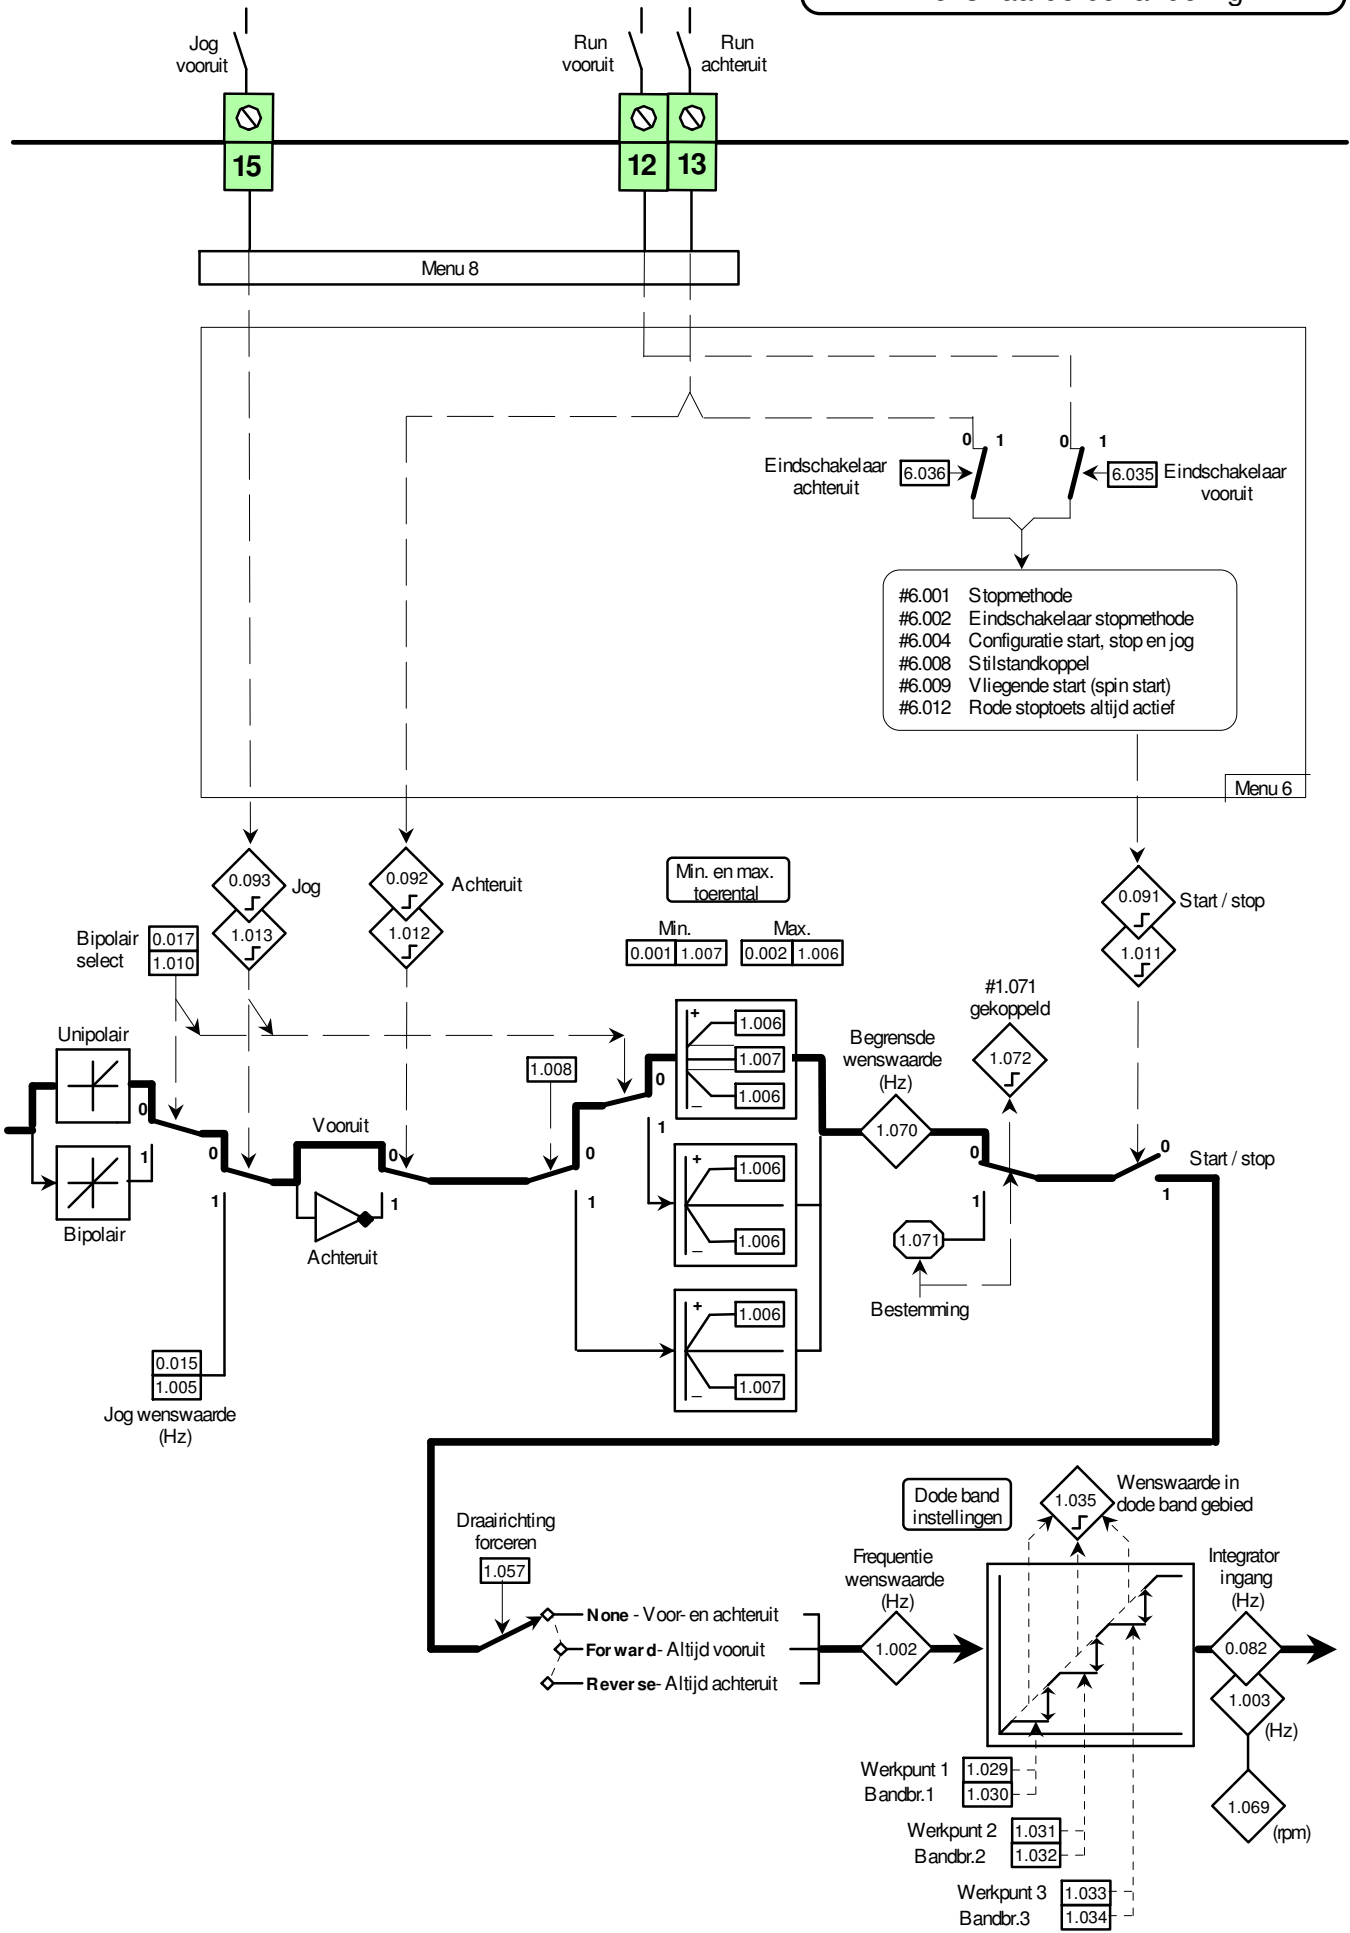 Jog
vooruit
Run
vooruit
Run
achteruit
15
12
13
Menu 8
0
1
0
1
Eindschakelaar
achteruit
6.036
6.035
Eindschakelaar
vooruit
#6.001 Stopmethode
#6.002 Eindschakelaar stopmethode
#6.004 Configuratie start, stop en jog
#6.008 Stilstandkoppel
#6.009 Vliegende start (spin start)
#6.012 Rode stoptoets altijd actief
Menu 6
0.093
Jog
1.013
0.092
Achteruit
1.012
Min. en max.
toerental
0.091
Start / stop
1.011
Bipolair
select
0.017
1.010
Min.
0.001 1.007
Max.
0.002 1.006
#1.071
gekoppeld
1.072
Unipolair
0
1
Bipolair
0
1
Vooruit
0
1
Achteruit
1.008
0
1
0
1
+
1.006
1.007
1.006
–
+
1.006
1.006
–
+
1.006
1.007
–
Begrensde
wenswaarde
(Hz)
1.070
0
1
1.071
Bestemming
0
Start / stop
1
0.015
1.005
Jog wenswaarde
(Hz)
Draairichting
forceren
1.057
None - Voor- en achteruit
Forward- Altijd vooruit
Reverse- Altijd achteruit
Frequentie
wenswaarde
(Hz)
1.002
Dode band
instellingen
1.035
Wenswaarde in
dode band gebied
Integrator
ingang
(Hz)
0.082
1.003
(Hz)
1.069
(rpm)
Werkpunt 1 1.029
Bandbr.1 1.030
Werkpunt 2 1.031
Bandbr.2 1.032
Werkpunt 3 1.033
Bandbr.3 1.034